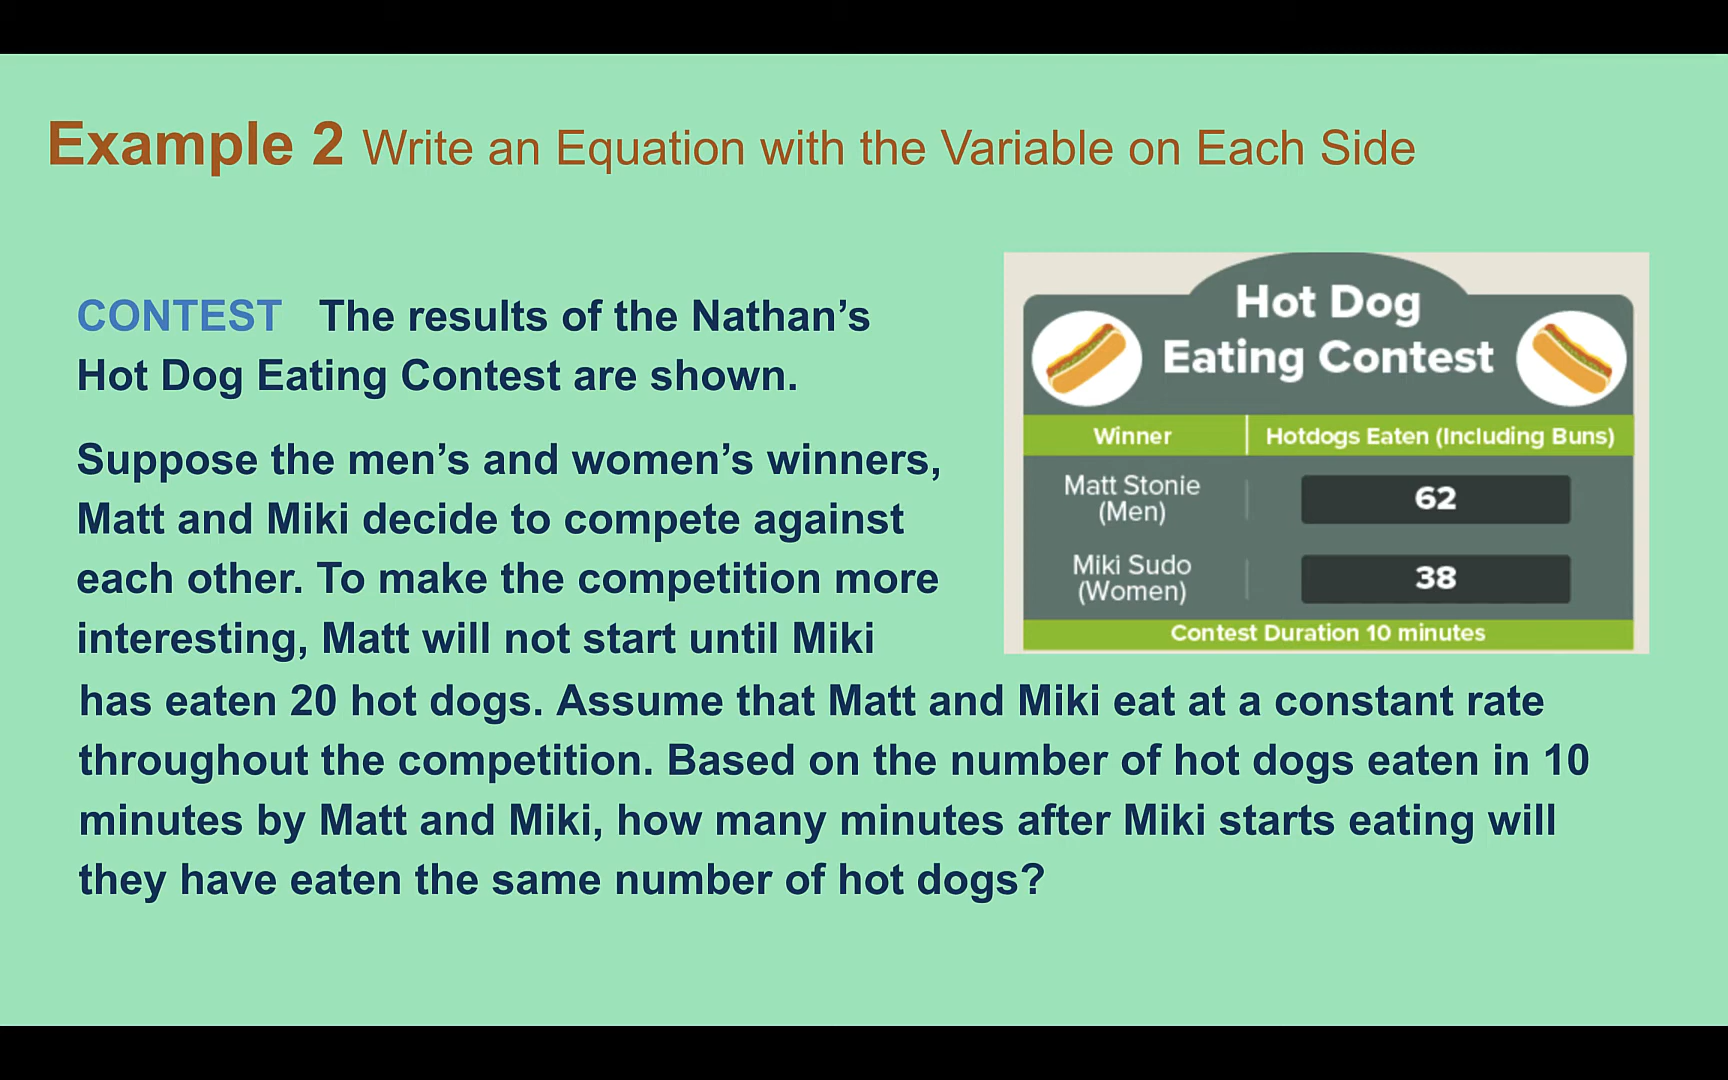 Example 2 Write an Equation with the Variable on Each Side
CONTEST The results of the Nathan’s
Hot Dog Eating Contest are shown.
Suppose the men’s and women’s winners,
Matt and Miki decide to compete against
each other. To make the competition more
interesting, Matt will not start until Miki
has eaten 20 hot dogs. Assume that Matt and Miki eat at a constant rate
throughout the competition. Based on the number of hot dogs eaten in 10
minutes by Matt and Miki, how many minutes after Miki starts eating will
they have eaten the same number of hot dogs?
Hot Dog
Eating Contest
Winner Hotdogs Eaten (Including Buns)
Matt Stonie
(Men)
62
Miki Sudo
(Women)
38
Contest Duration 10 minutes